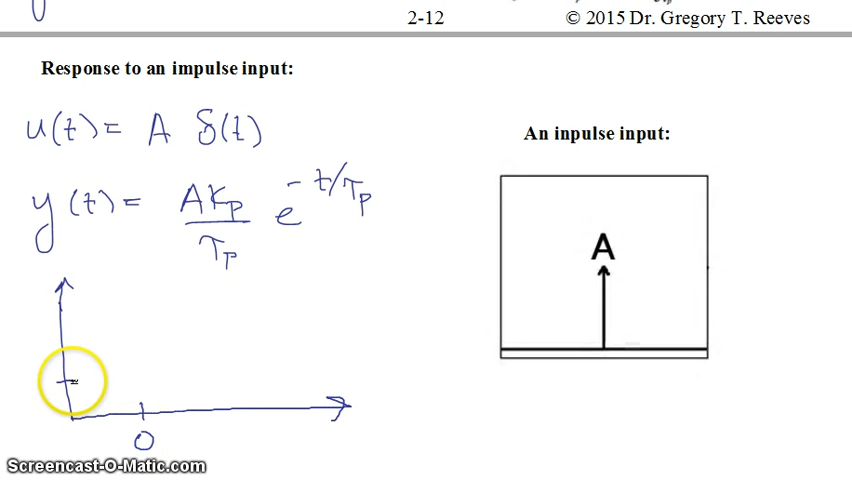 2-12 © 2015 Dr. Gregory T. Reeves
Response to an impulse input:
u(t) = A δ(t)
y(t) = AKp/τp e^-t/τp
0
An inpulse input:
A
Screencast-O-Matic.com